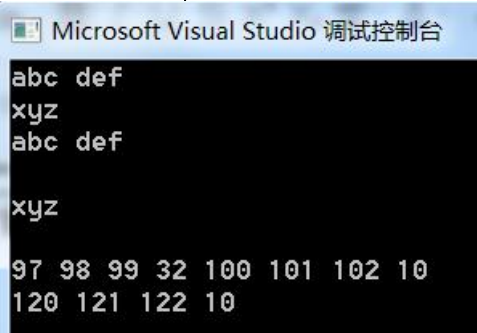 Microsoft Visual Studio 调试控制台
abc def
xyz
abc def
xyz
97 98 99 32 100 101 102 10
120 121 122 10